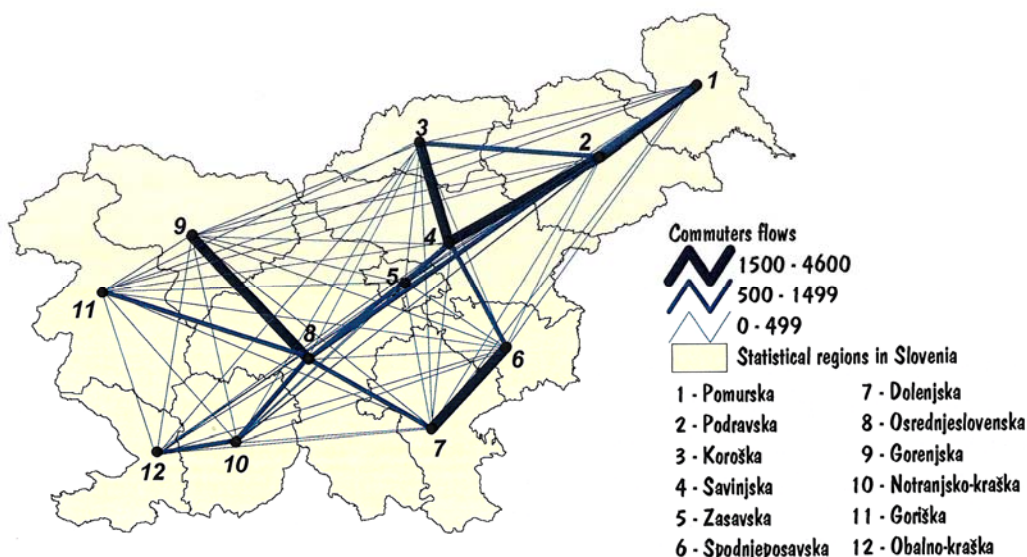 1
3
2
9
4
5
11
8
6
7
12
10
Commuters flows
1500 - 4600
500 - 1499
0 - 499
Statistical regions in Slovenia
1 - Pomurska
2 - Podravska
3 - Koroška
4 - Savinjska
5 - Zasavska
6 - Spodnjeposavska
7 - Dolenjska
8 - Osrednjeslovenska
9 - Gorenjska
10 - Notranjsko-kraška
11 - Goriška
12 - Obalno-kraška